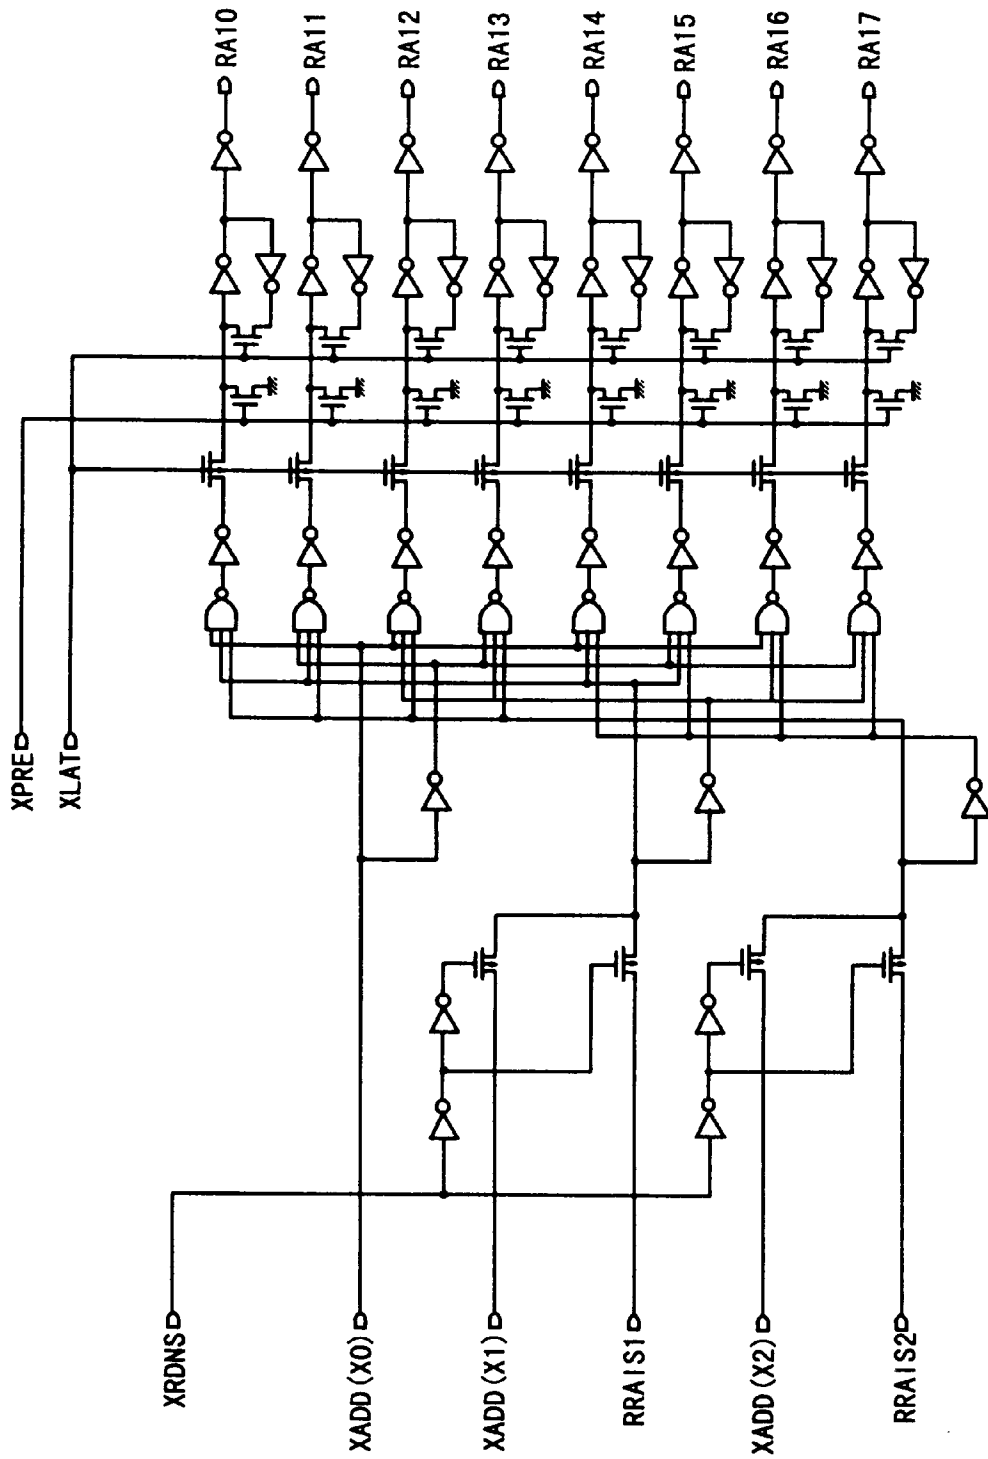 XPRE
XLAT
XRDNS
XADD(X0)
XADD(X1)
RRAIS1
XADD(X2)
RRAIS2
RA10
RA11
RA12
RA13
RA14
RA15
RA16
RA17